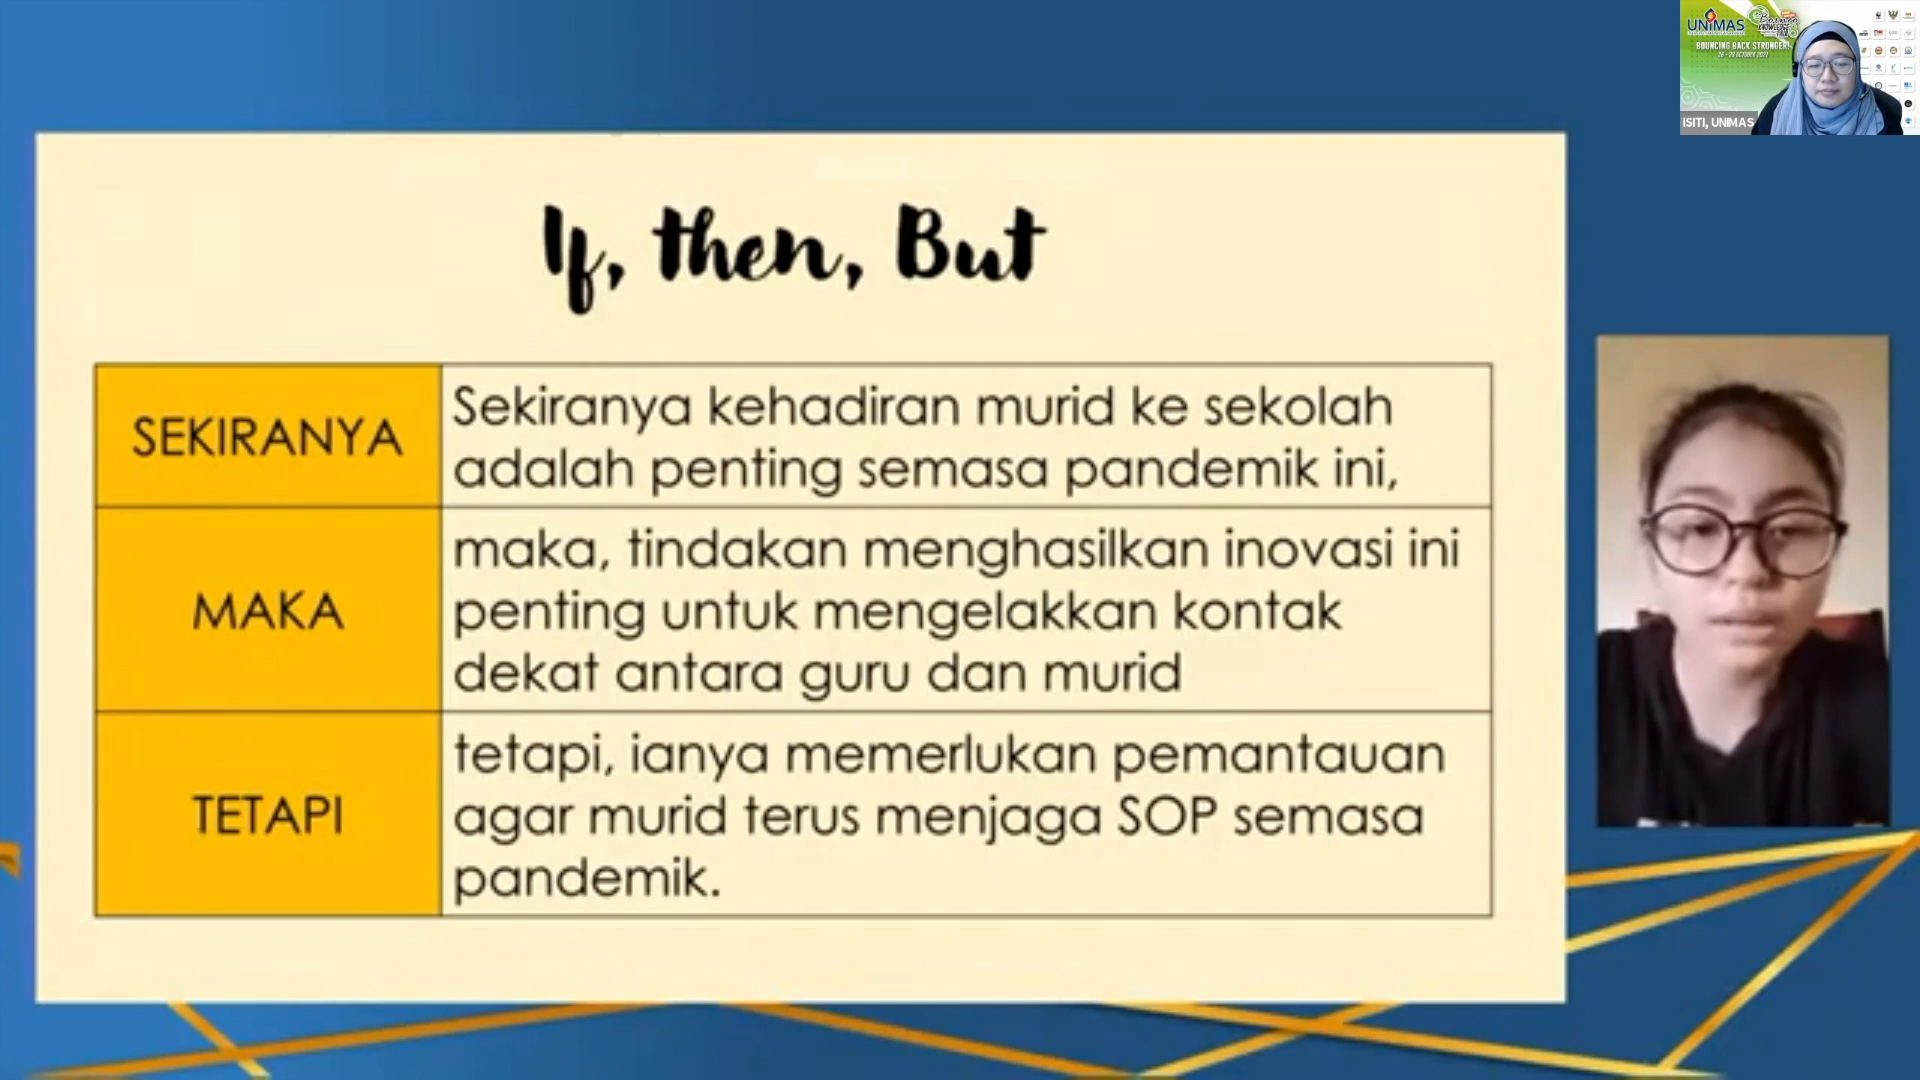 UNIMAS
BOUNCING BACK STRONGER!
ISITI, UNIMAS
If, then, But
SEKIRANYA
Sekiranya kehadiran murid ke sekolah
adalah penting semasa pandemik ini,
MAKA
maka, tindakan menghasilkan inovasi ini
penting untuk mengelakkan kontak
dekat antara guru dan murid
TETAPI
tetapi, ianya memerlukan pemantauan
agar murid terus menjaga SOP semasa
pandemik.